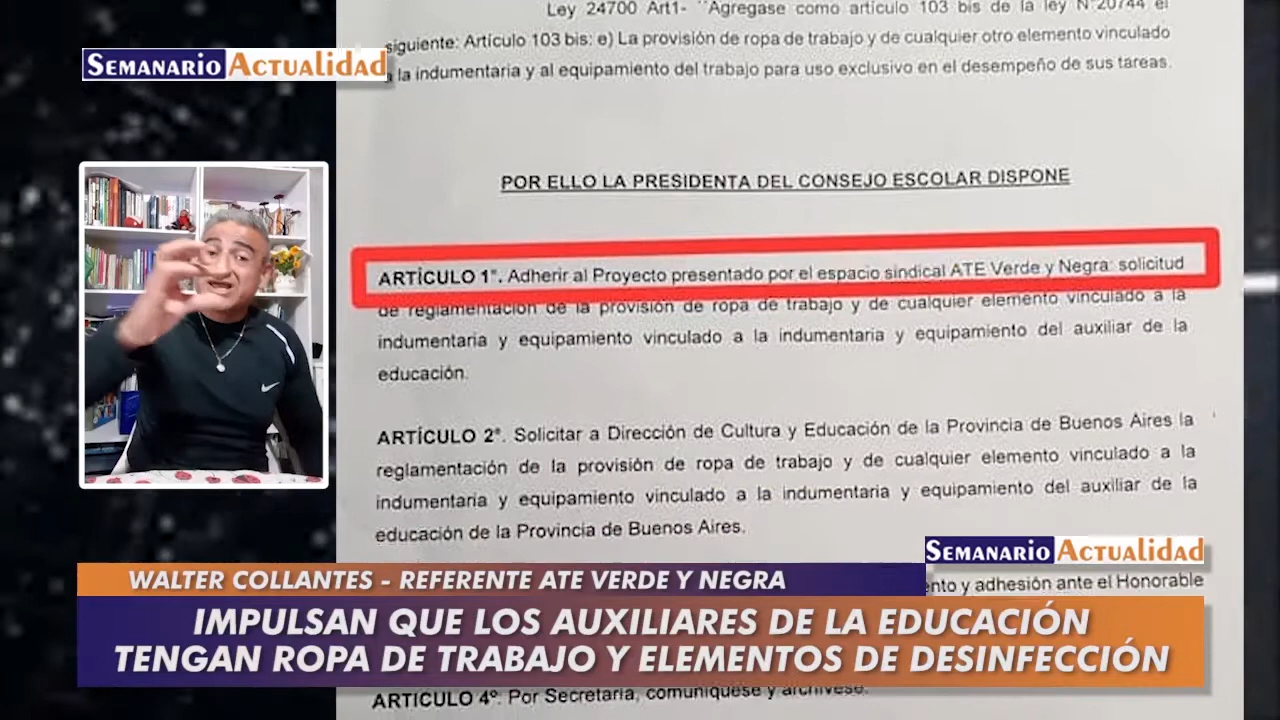 Ley 24700 Art1- ``Agregase como artículo 103 bis de la ley N°20744 el
siguiente: Artículo 103 bis: e) La provisión de ropa de trabajo y de cualquier otro elemento vinculado
a la indumentaria y al equipamiento del trabajo para uso exclusivo en el desempeño de sus tareas.
SEMANARIO ACTUALIDAD
POR ELLO LA PRESIDENTA DEL CONSEJO ESCOLAR DISPONE
ARTÍCULO 1°. Adherir al Proyecto presentado por el espacio sindical ATE Verde y Negra: solicitud
de reglamentación de la provisión de ropa de trabajo y de cualquier elemento vinculado a la
indumentaria y equipamiento vinculado a la indumentaria y equipamiento del auxiliar de la
educación.
ARTÍCULO 2°. Solicitar a Dirección de Cultura y Educación de la Provincia de Buenos Aires la
reglamentación de la provisión de ropa de trabajo y de cualquier elemento vinculado a la
indumentaria y equipamiento vinculado a la indumentaria y equipamiento del auxiliar de la
educación de la Provincia de Buenos Aires.
SEMANARIO ACTUALIDAD
y adhesión ante el Honorable
WALTER COLLANTES - REFERENTE ATE VERDE Y NEGRA
IMPULSAN QUE LOS AUXILIARES DE LA EDUCACIÓN
TENGAN ROPA DE TRABAJO Y ELEMENTOS DE DESINFECCIÓN
ARTÍCULO 4°. Por Secretaría, comuníquese y archívese.